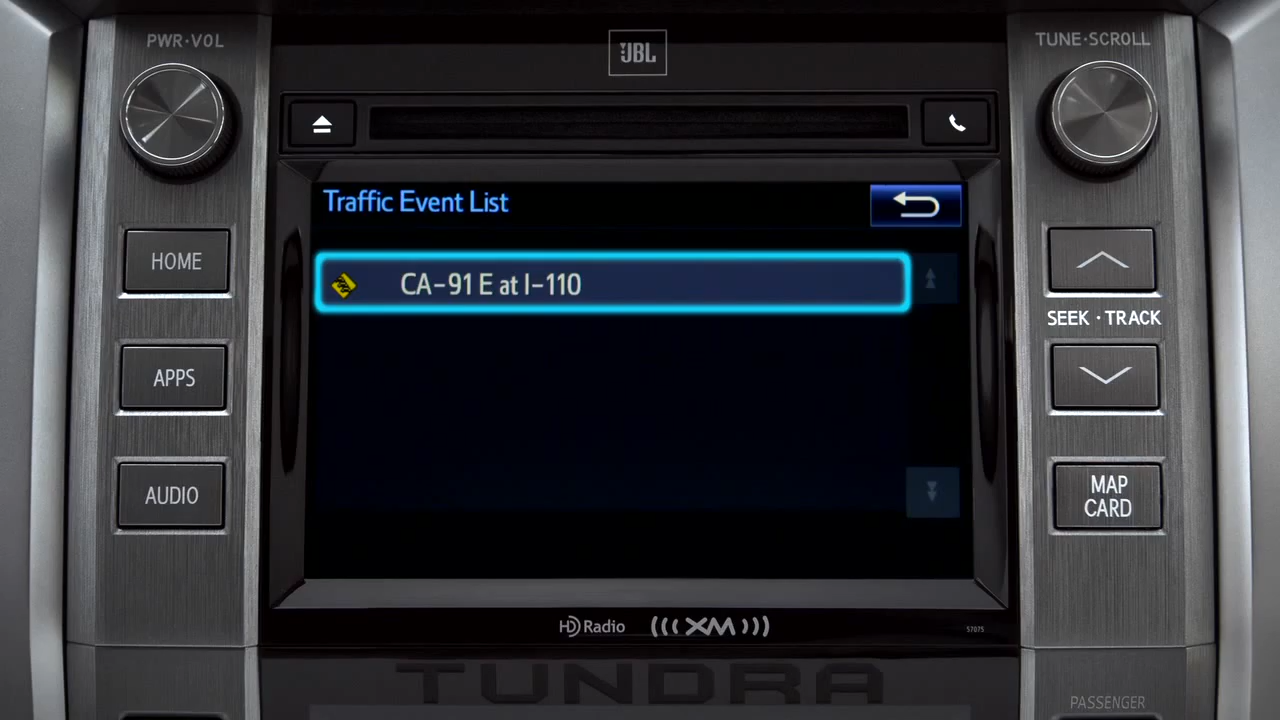 PWR·VOL
JBL
TUNE·SCROLL
Traffic Event List
HOME
CA-91 E at I-110
SEEK · TRACK
APPS
AUDIO
MAP
CARD
HD Radio
((( XM )))
57075
TUNDRA
PASSENGER